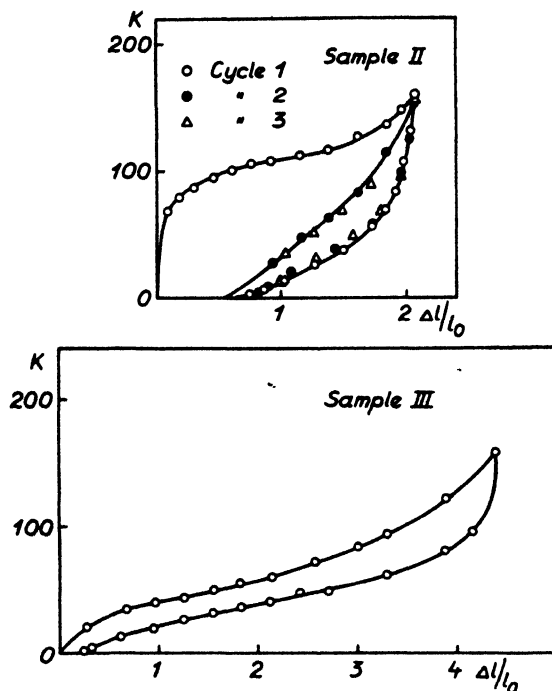 K
200
100
0
Sample II
o Cycle 1
● " 2
△ " 3
1
2
Δl/l₀
K
200
100
0
Sample III
1
2
3
4
Δl/l₀